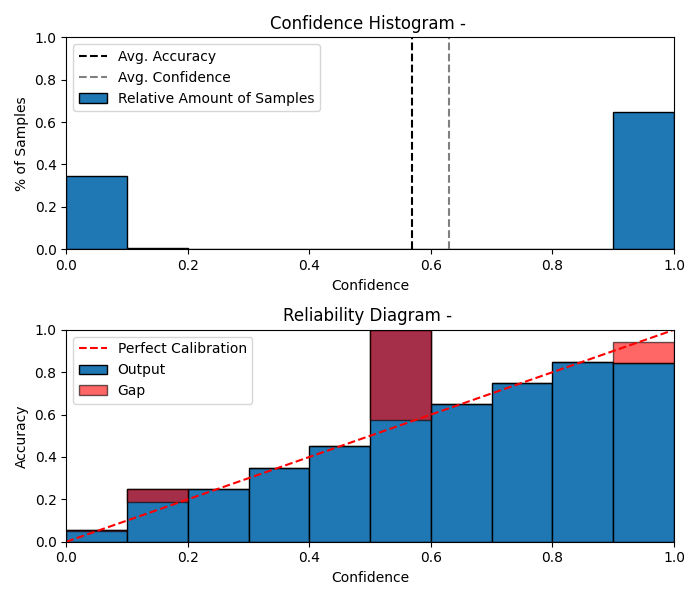 Confidence Histogram -
1.0
0.8
0.6
0.4
0.2
0.0
% of Samples
Avg. Accuracy
Avg. Confidence
Relative Amount of Samples
0.0 0.2 0.4 0.6 0.8 1.0
Confidence
Reliability Diagram -
1.0
0.8
0.6
0.4
0.2
0.0
Accuracy
Perfect Calibration
Output
Gap
0.0 0.2 0.4 0.6 0.8 1.0
Confidence